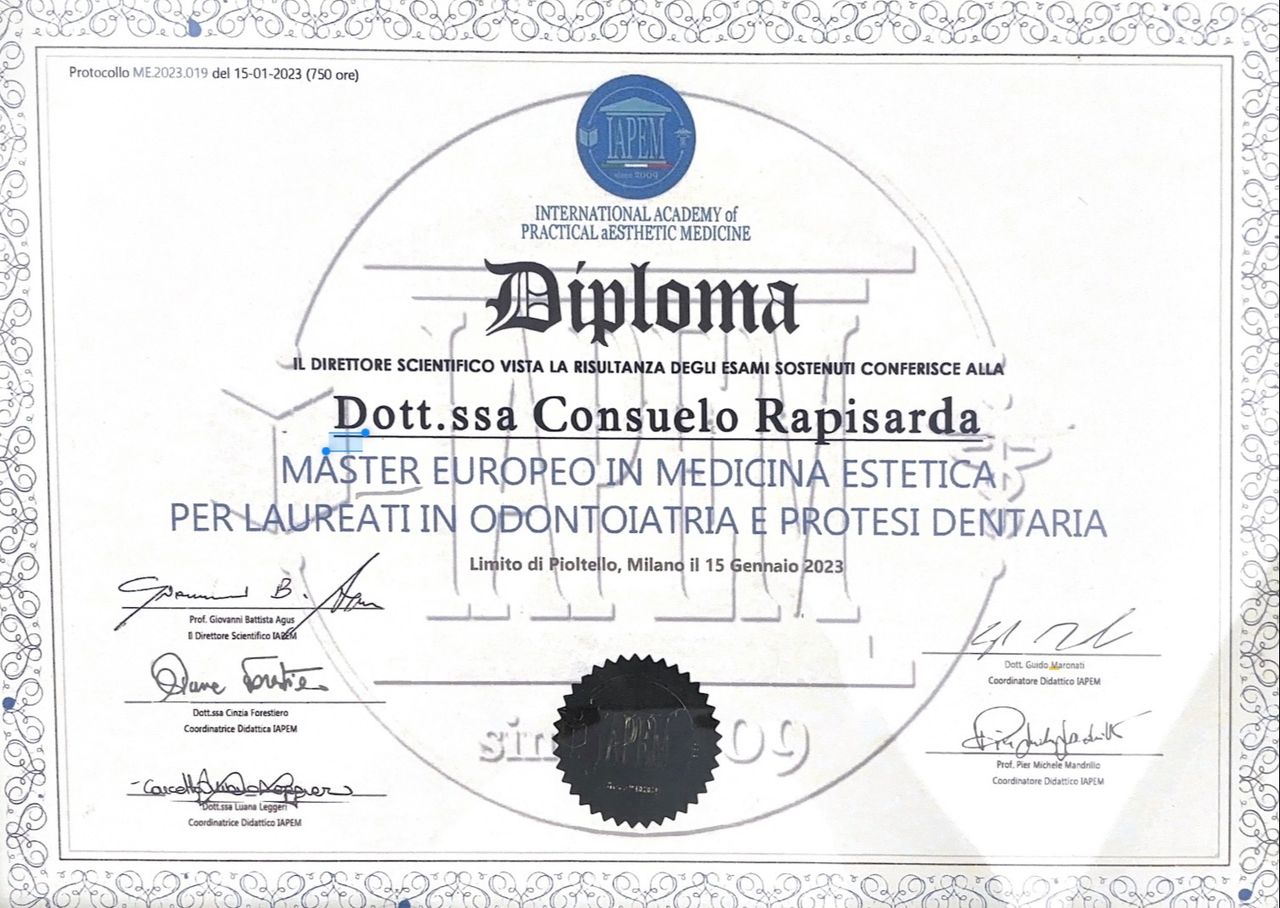 Protocollo ME.2023.019 del 15-01-2023 (750 ore)
IAPEM
since 2009
INTERNATIONAL ACADEMY of
PRACTICAL aESTHETIC MEDICINE
Diploma
IL DIRETTORE SCIENTIFICO VISTA LA RISULTANZA DEGLI ESAMI SOSTENUTI CONFERISCE ALLA
Dott.ssa Consuelo Rapisarda
MASTER EUROPEO IN MEDICINA ESTETICA
PER LAUREATI IN ODONTOIATRIA E PROTESI DENTARIA
Limito di Pioltello, Milano il 15 Gennaio 2023
Prof. Giovanni Battista Agus
Il Direttore Scientifico IAPEM
Dott.ssa Cinzia Forestiero
Coordinatrice Didattica IAPEM
Dott.ssa Luana Leggeri
Coordinatrice Didattico IAPEM
Dott. Guido Maronati
Coordinatore Didattico IAPEM
Prof. Pier Michele Mandrillo
Coordinatore Didattico IAPEM
IAPEM